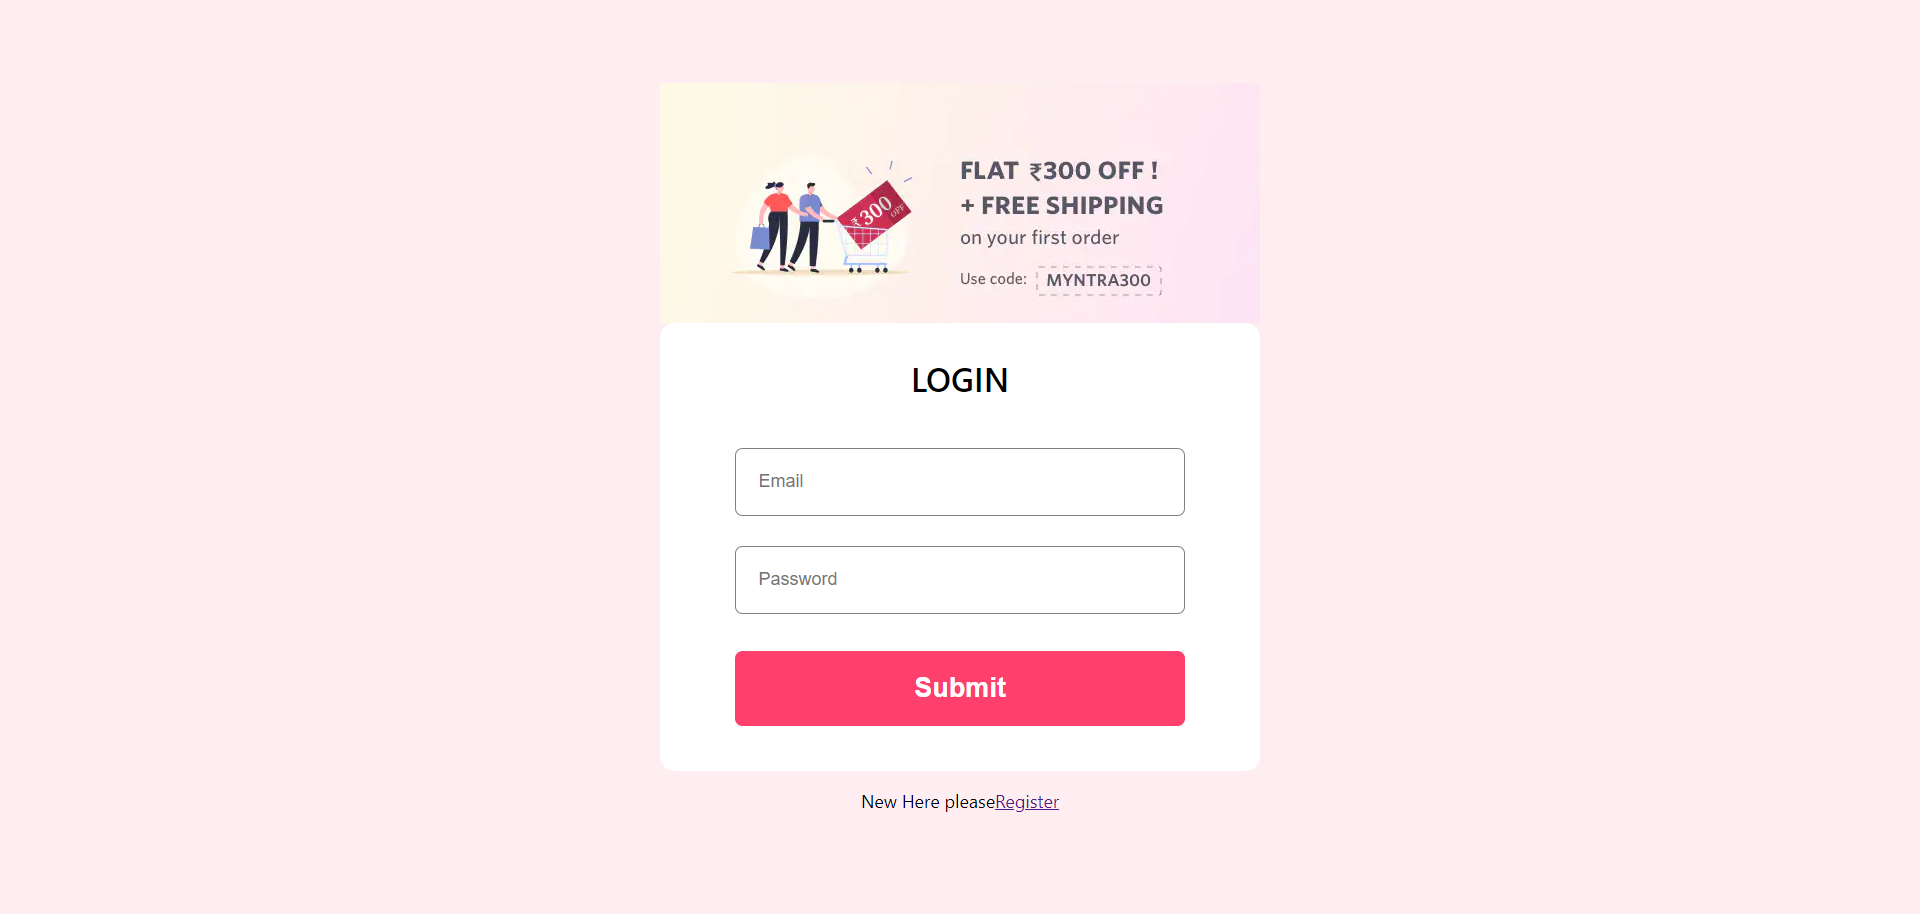 FLAT ₹300 OFF !
+ FREE SHIPPING
on your first order
Use code: MYNTRA300
₹300 OFF
LOGIN
Email
Password
Submit
New Here pleaseRegister